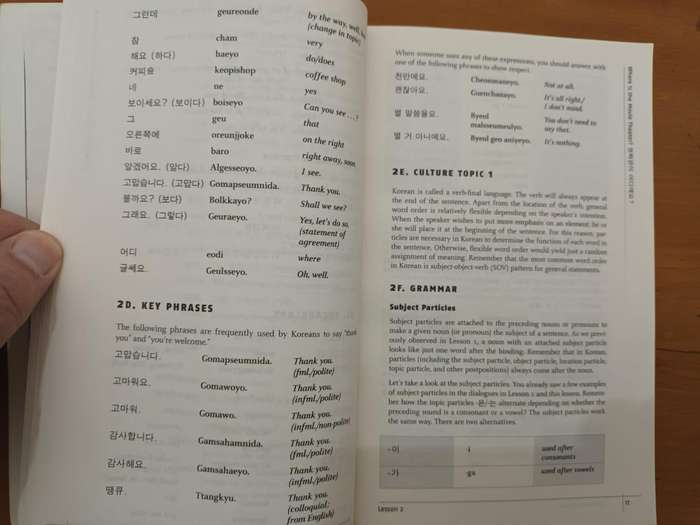 그런데 geureonde by the way, well,
(change in topic)
참 cham very
해요 (하다) haeyo do/does
커피숖 keopishop coffee shop
네 ne yes
보이세요? (보이다) boiseyo Can you see ...?
그 geu that
오른쪽에 oreunjjoke on the right
바로 baro right away, soon
알겠어요. (알다) Algesseoyo. I see.
고맙습니다. (고맙다) Gomapseumnida. Thank you.
볼까요? (보다) Bolkkayo? Shall we see?
그래요. (그렇다) Geuraeyo. Yes, let's do so.
(statement of
agreement)
어디 eodi where
글쎄요. Geulsseyo. Oh, well.
2D. KEY PHRASES
The following phrases are frequently used by Koreans to say "thank
you" and "you're welcome."
고맙습니다. Gomapseumnida. Thank you.
(fml./polite)
고마워요. Gomawoyo. Thank you.
(infml./polite)
고마워. Gomawo. Thank you.
(infml./non-polite)
감사합니다. Gamsahamnida. Thank you.
(fml./polite)
감사해요. Gamsahaeyo. Thank you.
(infml./polite)
땡큐. Ttangkyu. Thank you.
(colloquial;
from English)
When someone uses any of these expressions, you should answer with
one of the following phrases to show respect.
천만에요. Cheonmaneyo. Not at all.
괜찮아요. Guenchanayo. It's all right./
I don't mind.
별 말씀을요. Byeol You don't need to
malsseumeulyo. say that.
별 거 아니에요. Byeol geo aniyeyo. It's nothing.
2E. CULTURE TOPIC 1
Korean is called a verb-final language. The verb will always appear
at the end of the sentence. Apart from the location of the verb, general
word order is relatively flexible depending on the speaker's intention.
When the speaker wishes to put more emphasis on an element, he or
she will place it at the beginning of the sentence. For this reason, par-
ticles are necessary in Korean to determine the function of each word in
the sentence. Otherwise, flexible word order would yield just a random
assignment of meaning. Remember that the most common word order
in Korean is subject-object-verb (SOV) pattern for general statements.
2F. GRAMMAR
Subject Particles
Subject particles are attached to the preceding noun or pronoun to
make a given noun (or pronoun) the subject of a sentence. As we previ-
ously observed in Lesson 1, a noun with an attached subject particle
looks like just one word after the binding. Remember that in Korean,
particles (including the subject particle, object particle, location particle,
topic particle, and other postpositions) always come after the noun.
Let's take a look at the subject particles. You already saw a few examples
of subject particles in the dialogues in Lesson 1 and this lesson. Remem-
ber how the topic particles -은/는 alternate depending on whether the
preceding sound is a consonant or a vowel? The subject particles work
the same way. There are two alternatives.
-이 i used after
consonants
-가 ga used after vowels
Lesson 2
17
Where Is the Movie Theater?